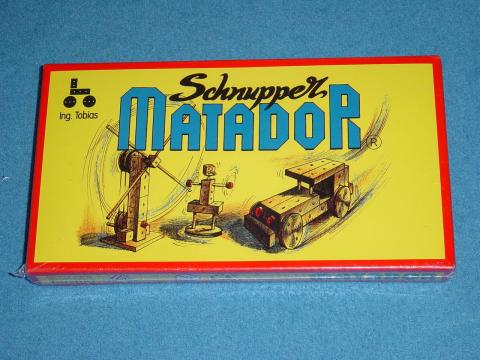 Schnupper
MATADOR®
Ing. Tobias